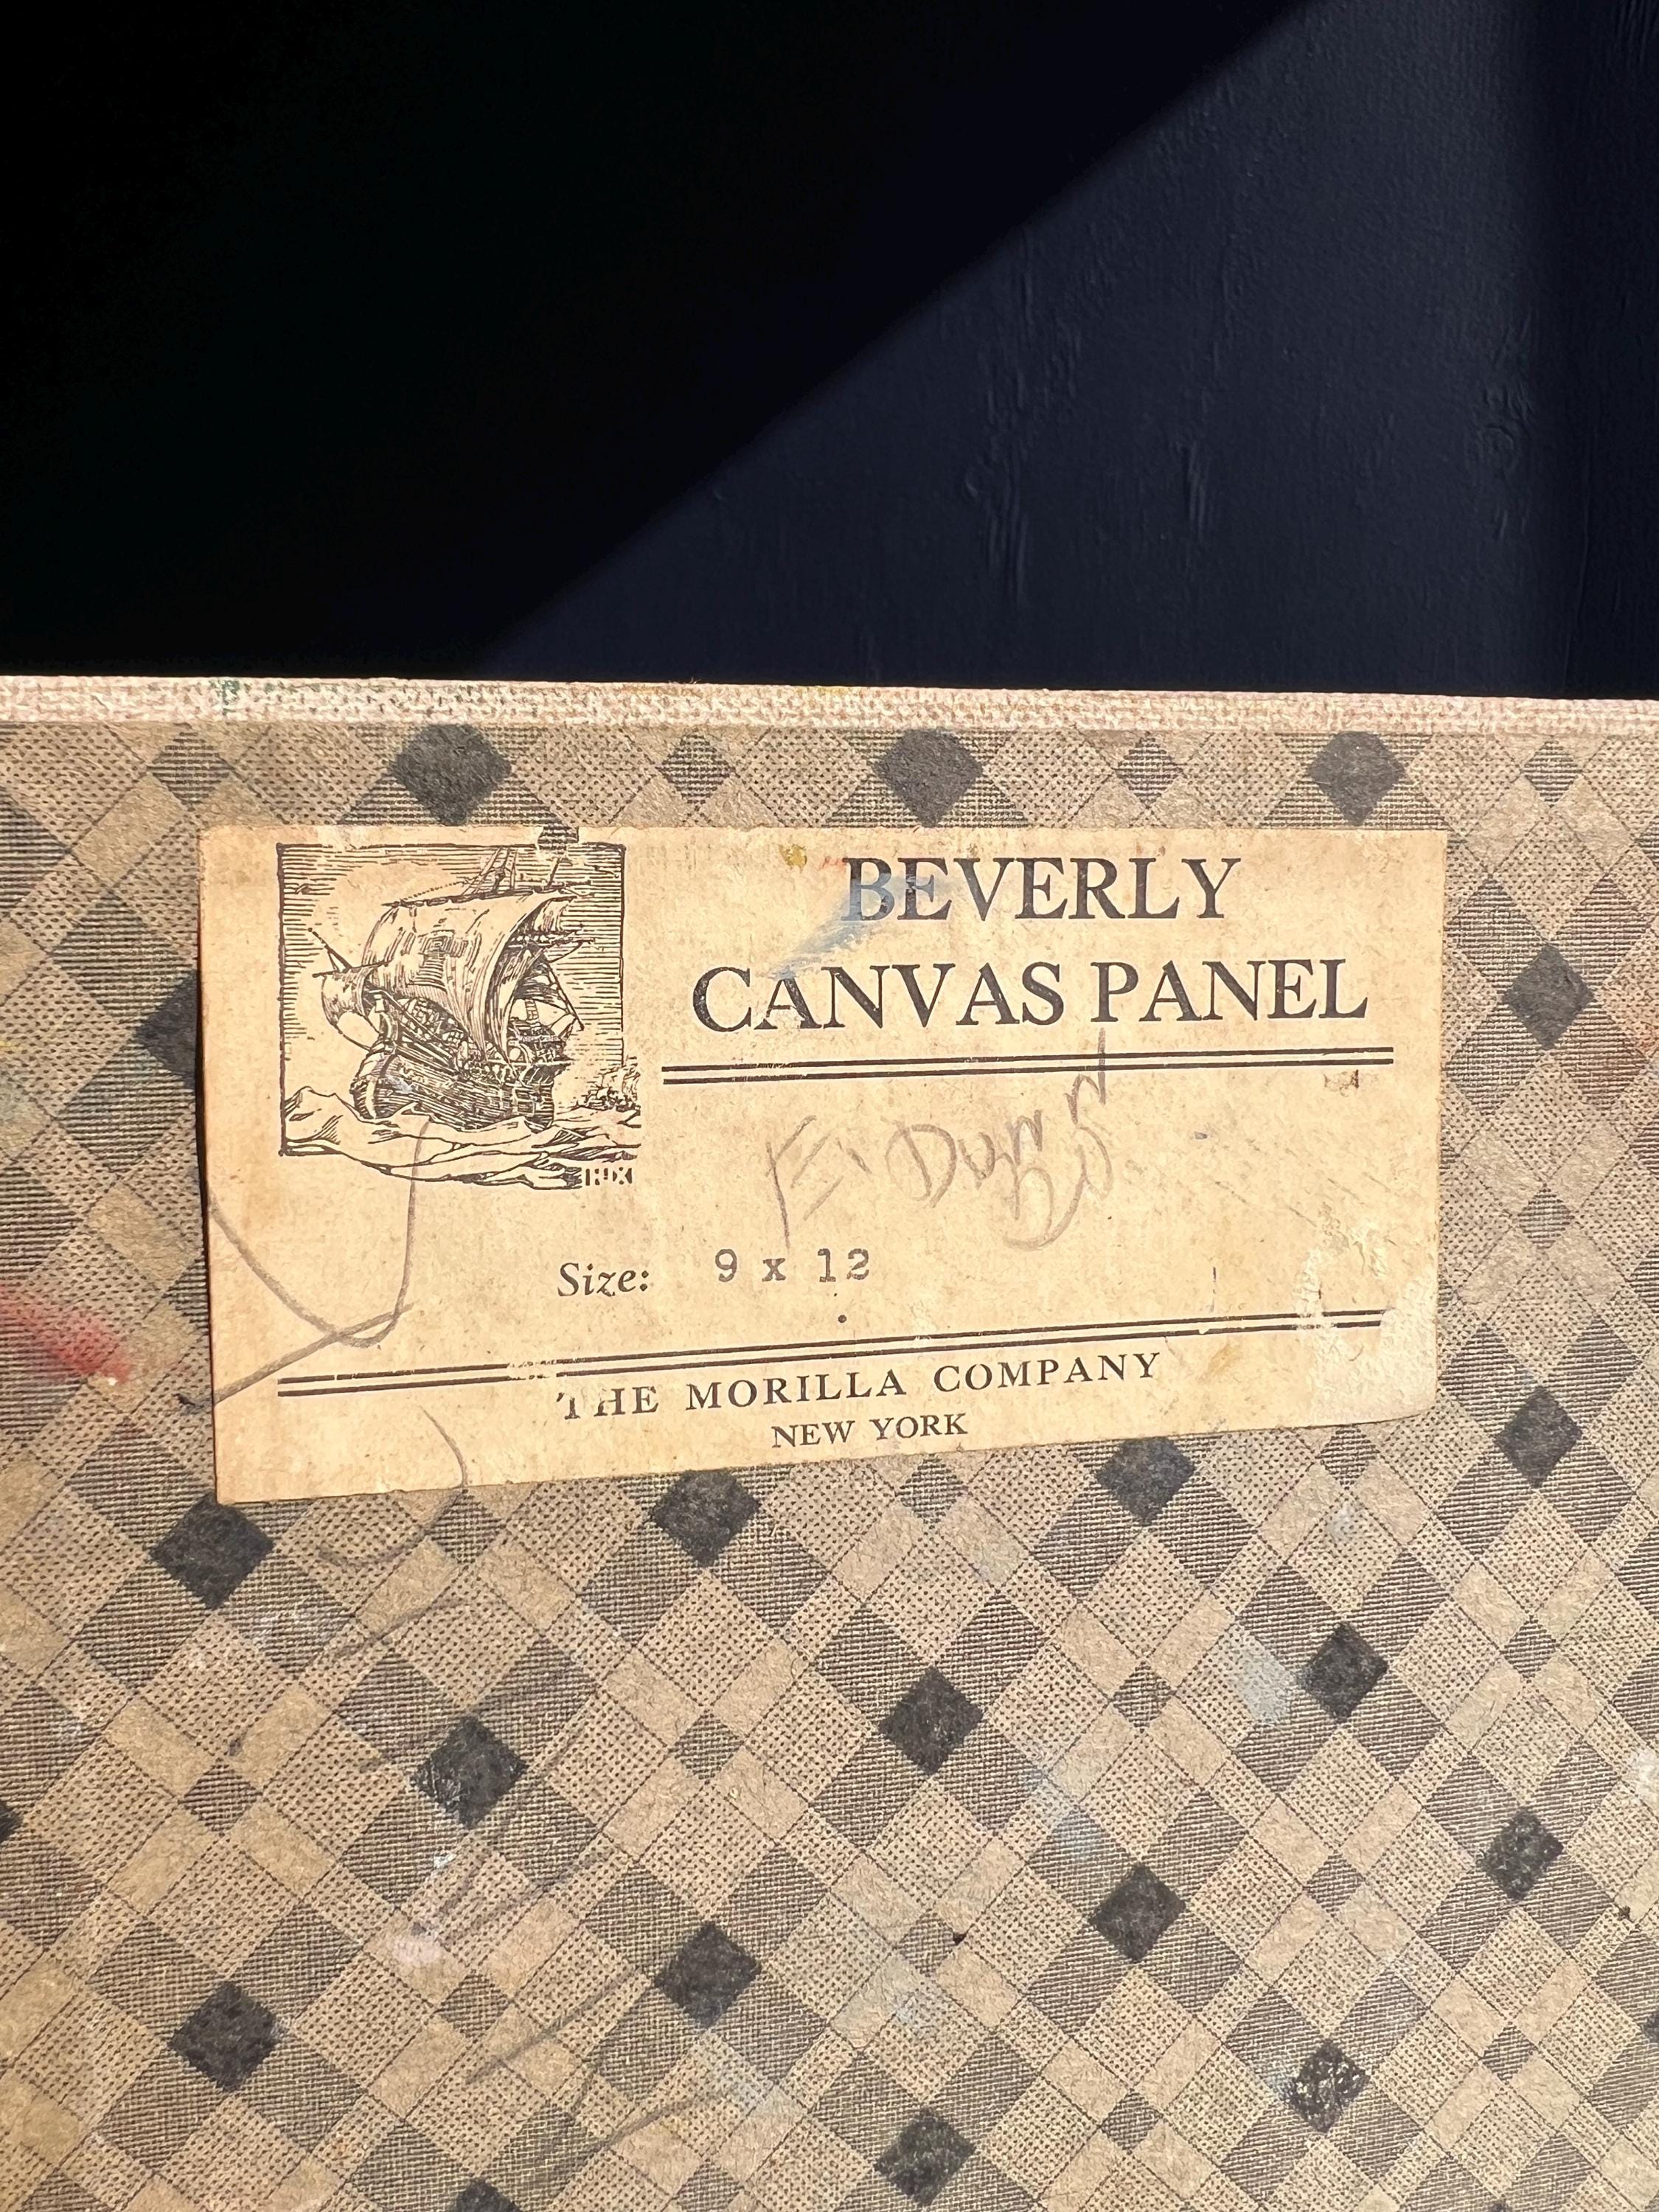 BEVERLY
CANVAS PANEL
Size: 9 x 12
THE MORILLA COMPANY
NEW YORK